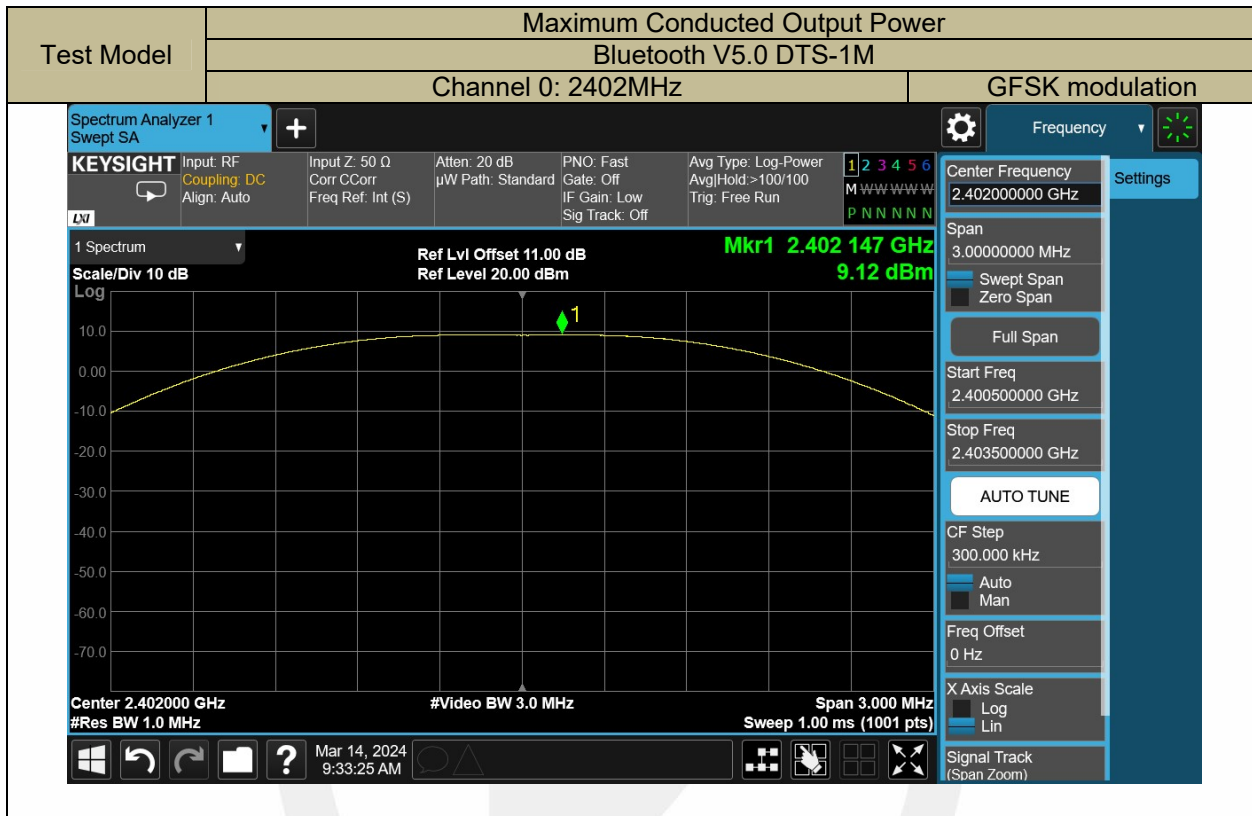 Test Model
Maximum Conducted Output Power
Bluetooth V5.0 DTS-1M
Channel 0: 2402MHz
GFSK modulation
Spectrum Analyzer 1
Swept SA
+
Frequency
KEYSIGHT
LXI
Input: RF
Coupling: DC
Align: Auto
Input Z: 50 Ω
Corr CCorr
Freq Ref: Int (S)
Atten: 20 dB
µW Path: Standard
PNO: Fast
Gate: Off
IF Gain: Low
Sig Track: Off
Avg Type: Log-Power
Avg|Hold:>100/100
Trig: Free Run
1 2 3 4 5 6
M W W W W W
P N N N N N
1 Spectrum
Scale/Div 10 dB
Log
Ref Lvl Offset 11.00 dB
Ref Level 20.00 dBm
Mkr1 2.402 147 GHz
9.12 dBm
1
10.0
0.00
-10.0
-20.0
-30.0
-40.0
-50.0
-60.0
-70.0
Center 2.402000 GHz
#Res BW 1.0 MHz
#Video BW 3.0 MHz
Span 3.000 MHz
Sweep 1.00 ms (1001 pts)
?
Mar 14, 2024
9:33:25 AM
Center Frequency
2.402000000 GHz
Settings
Span
3.00000000 MHz
Swept Span
Zero Span
Full Span
Start Freq
2.400500000 GHz
Stop Freq
2.403500000 GHz
AUTO TUNE
CF Step
300.000 kHz
Auto
Man
Freq Offset
0 Hz
X Axis Scale
Log
Lin
Signal Track
(Span Zoom)